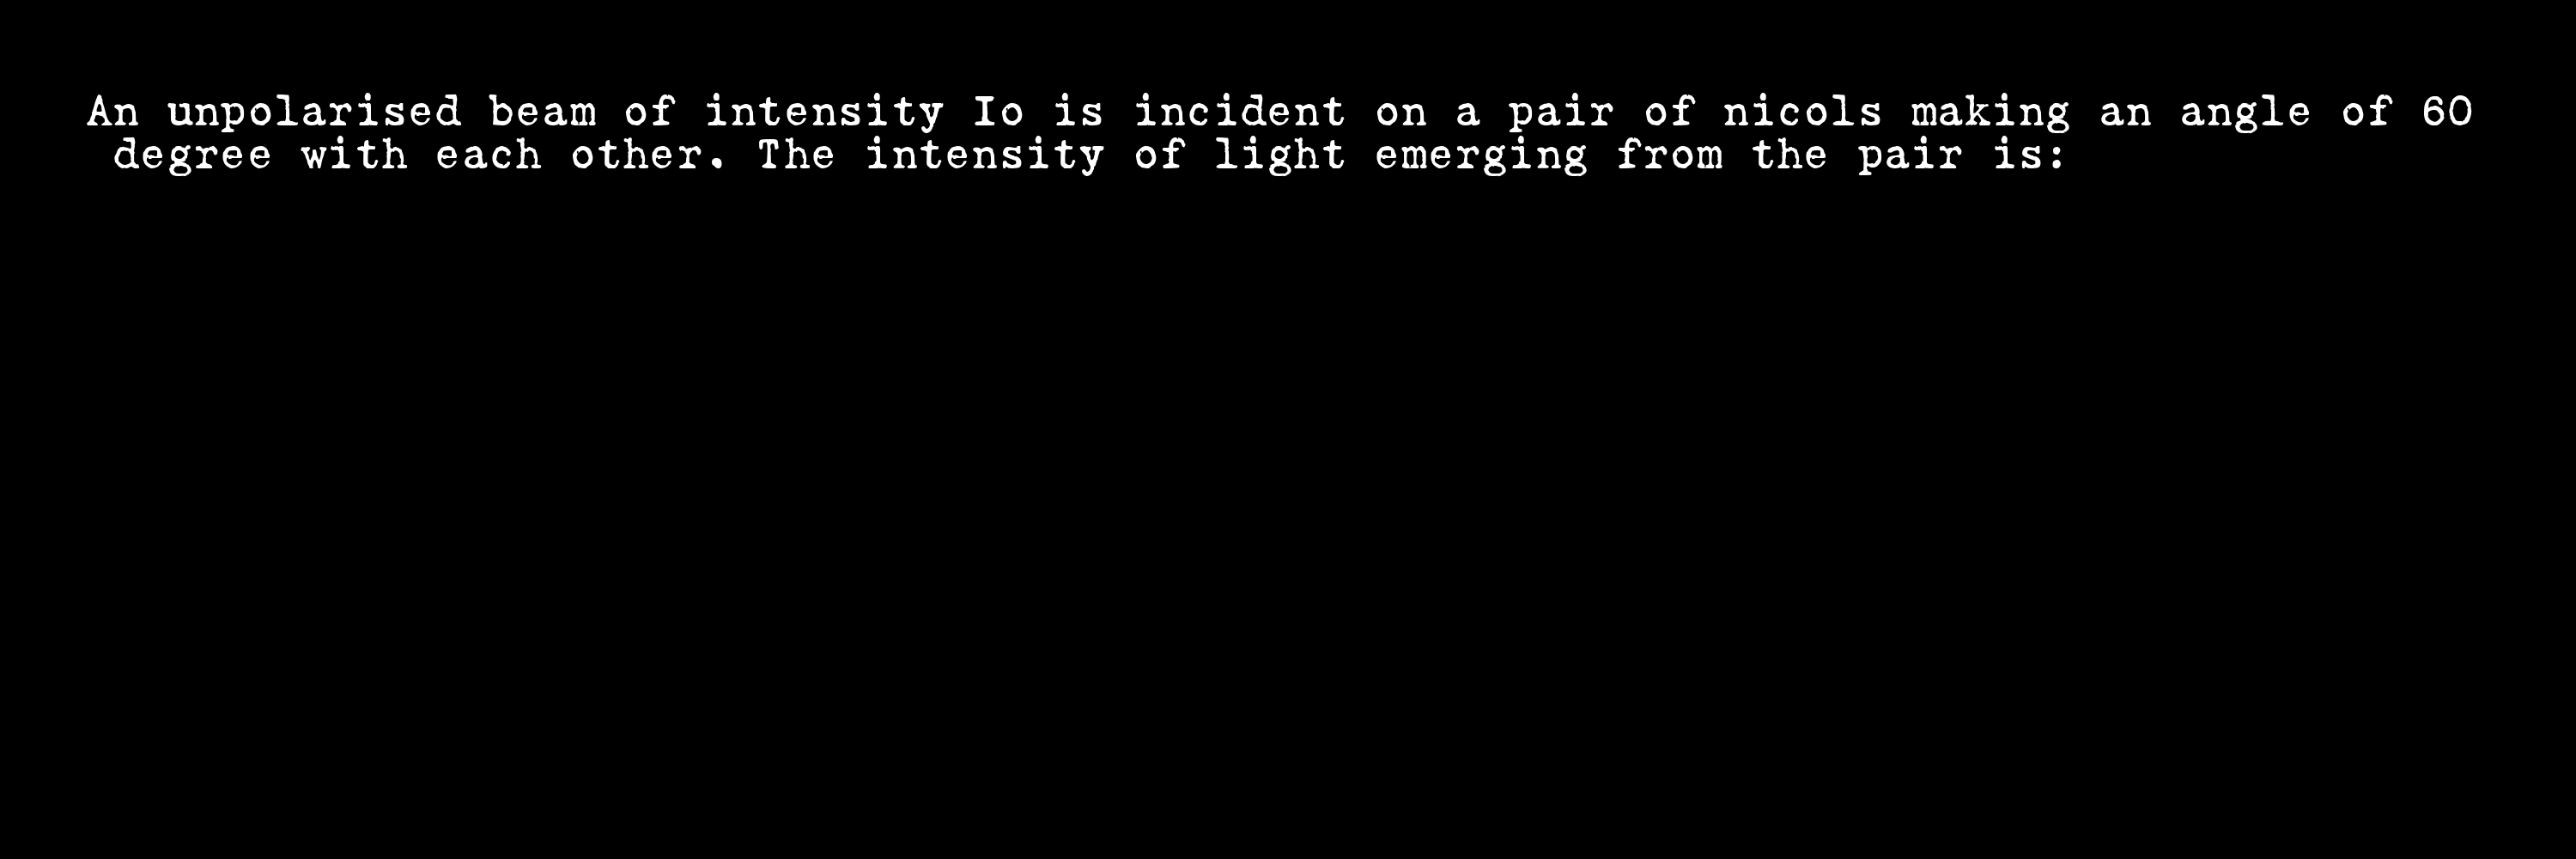 An unpolarised beam of intensity Io is incident on a pair of nicols making an angle of 60
degree with each other. The intensity of light emerging from the pair is: